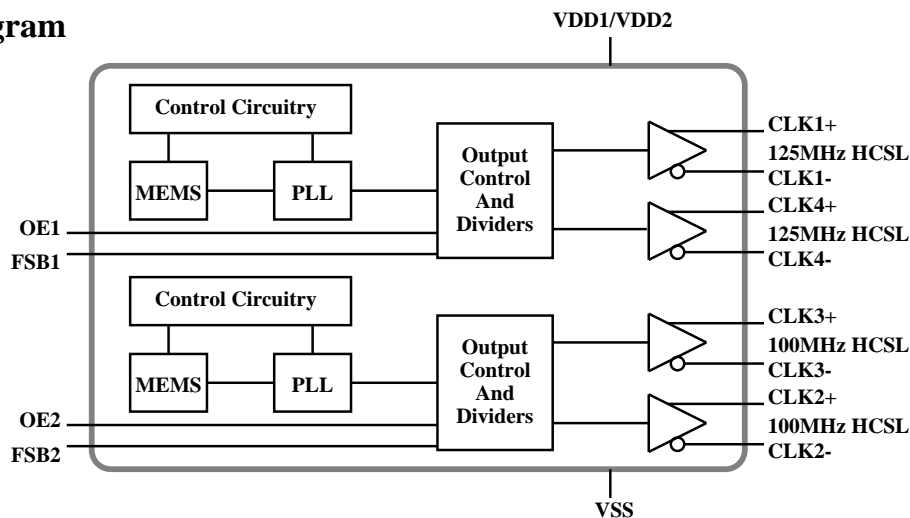 gram
VDD1/VDD2
Control Circuitry
MEMS
PLL
Output
Control
And
Dividers
OE1
FSB1
CLK1+
125MHz HCSL
CLK1-
CLK4+
125MHz HCSL
CLK4-
Control Circuitry
MEMS
PLL
Output
Control
And
Dividers
OE2
FSB2
CLK3+
100MHz HCSL
CLK3-
CLK2+
100MHz HCSL
CLK2-
VSS